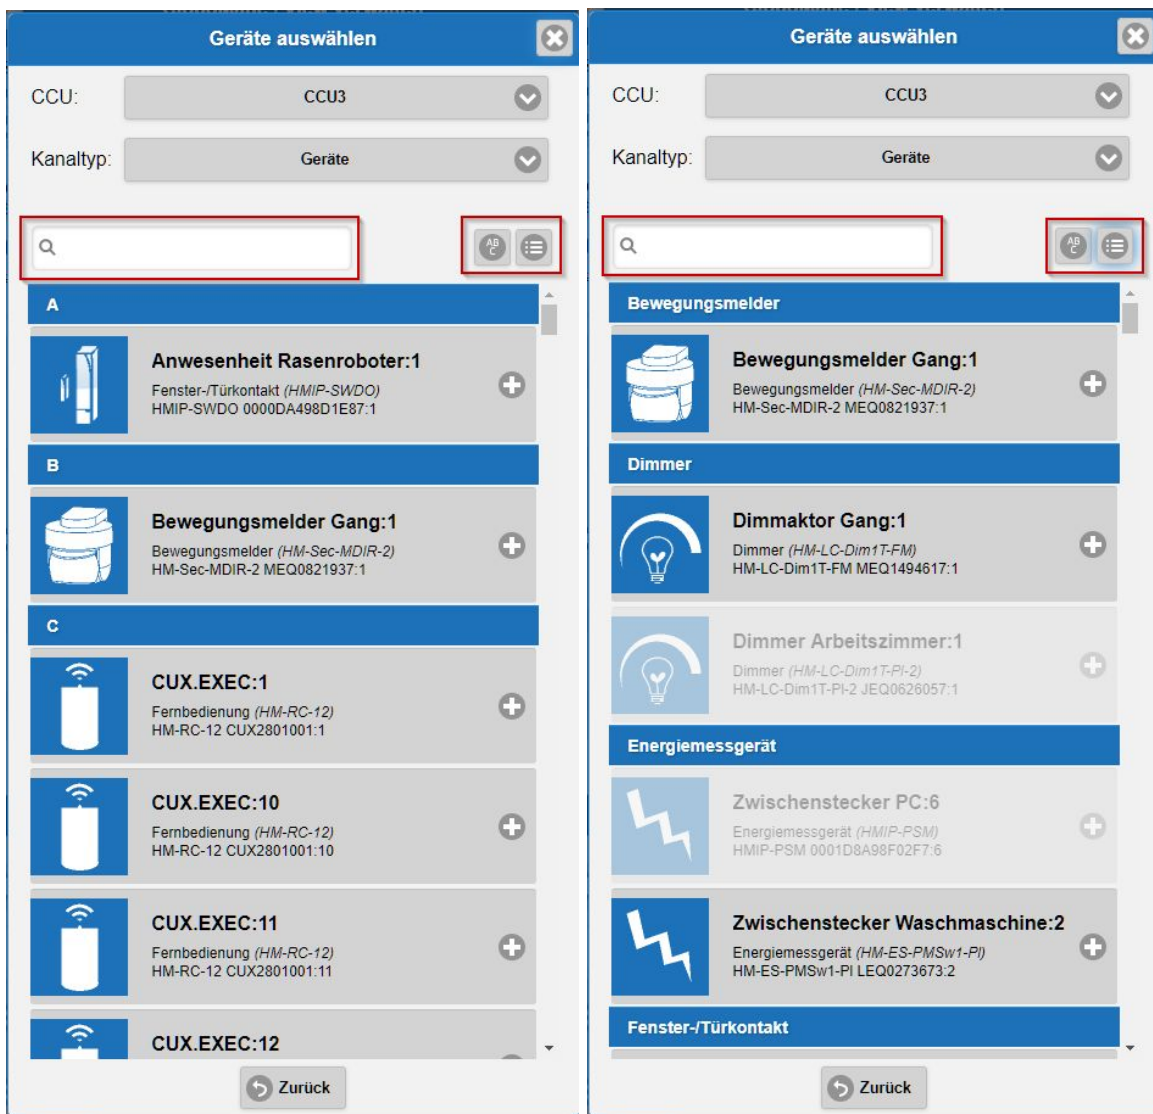 Geräte auswählen
CCU:
CCU3
Kanaltyp:
Geräte
AB
C
A
Anwesenheit Rasenroboter:1
Fenster-/Türkontakt (HMIP-SWDO)
HMIP-SWDO 0000DA498D1E87:1
B
Bewegungsmelder Gang:1
Bewegungsmelder (HM-Sec-MDIR-2)
HM-Sec-MDIR-2 MEQ0821937:1
C
CUX.EXEC:1
Fernbedienung (HM-RC-12)
HM-RC-12 CUX2801001:1
CUX.EXEC:10
Fernbedienung (HM-RC-12)
HM-RC-12 CUX2801001:10
CUX.EXEC:11
Fernbedienung (HM-RC-12)
HM-RC-12 CUX2801001:11
CUX.EXEC:12
Zurück
Geräte auswählen
CCU:
CCU3
Kanaltyp:
Geräte
AB
C
Bewegungsmelder
Bewegungsmelder Gang:1
Bewegungsmelder (HM-Sec-MDIR-2)
HM-Sec-MDIR-2 MEQ0821937:1
Dimmer
Dimmaktor Gang:1
Dimmer (HM-LC-Dim1T-FM)
HM-LC-Dim1T-FM MEQ1494617:1
Dimmer Arbeitszimmer:1
Dimmer (HM-LC-Dim1T-Pl-2)
HM-LC-Dim1T-Pl-2 JEQ0626057:1
Energiemessgerät
Zwischenstecker PC:6
Energiemessgerät (HMIP-PSM)
HMIP-PSM 0001D8A98F02F7:6
Zwischenstecker Waschmaschine:2
Energiemessgerät (HM-ES-PMSw1-Pl)
HM-ES-PMSw1-Pl LEQ0273673:2
Fenster-/Türkontakt
Zurück